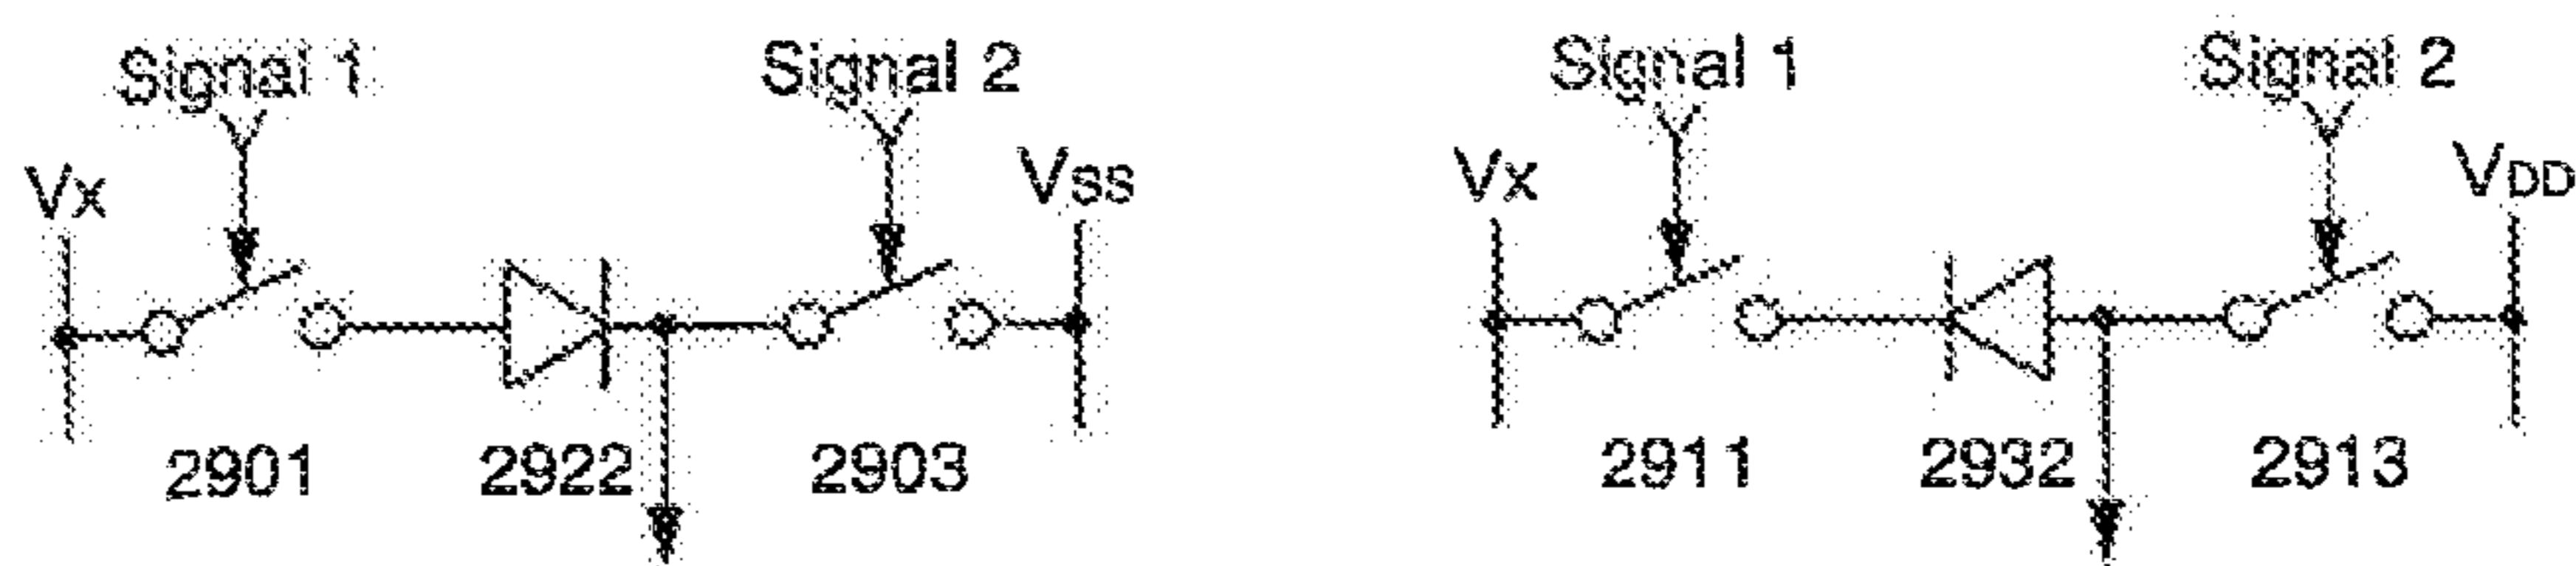 Signal 1 Signal 2 Signal 1 Signal 2
Vx VSS Vx VDD
2901 2922 2903 2911 2932 2913